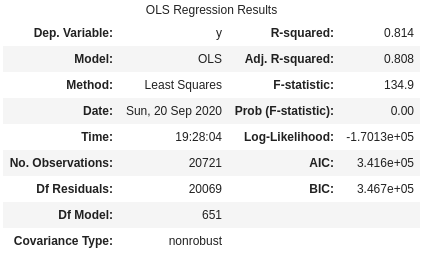 OLS Regression Results
Dep. Variable: y R-squared: 0.814
Model: OLS Adj. R-squared: 0.808
Method: Least Squares F-statistic: 134.9
Date: Sun, 20 Sep 2020 Prob (F-statistic): 0.00
Time: 19:28:04 Log-Likelihood: -1.7013e+05
No. Observations: 20721 AIC: 3.416e+05
Df Residuals: 20069 BIC: 3.467e+05
Df Model: 651
Covariance Type: nonrobust